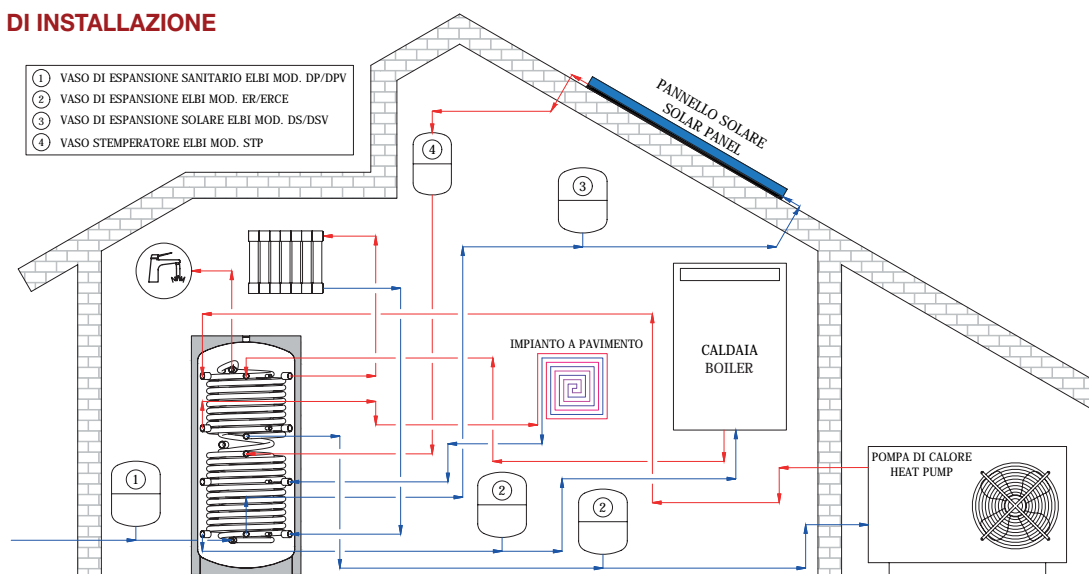 DI INSTALLAZIONE
1 VASO DI ESPANSIONE SANITARIO ELBI MOD. DP/DPV
2 VASO DI ESPANSIONE ELBI MOD. ER/ERCE
3 VASO DI ESPANSIONE SOLARE ELBI MOD. DS/DSV
4 VASO STEMPERATORE ELBI MOD. STP
PANNELLO SOLARE
SOLAR PANEL
4
3
IMPIANTO A PAVIMENTO
CALDAIA
BOILER
POMPA DI CALORE
HEAT PUMP
1
2
2